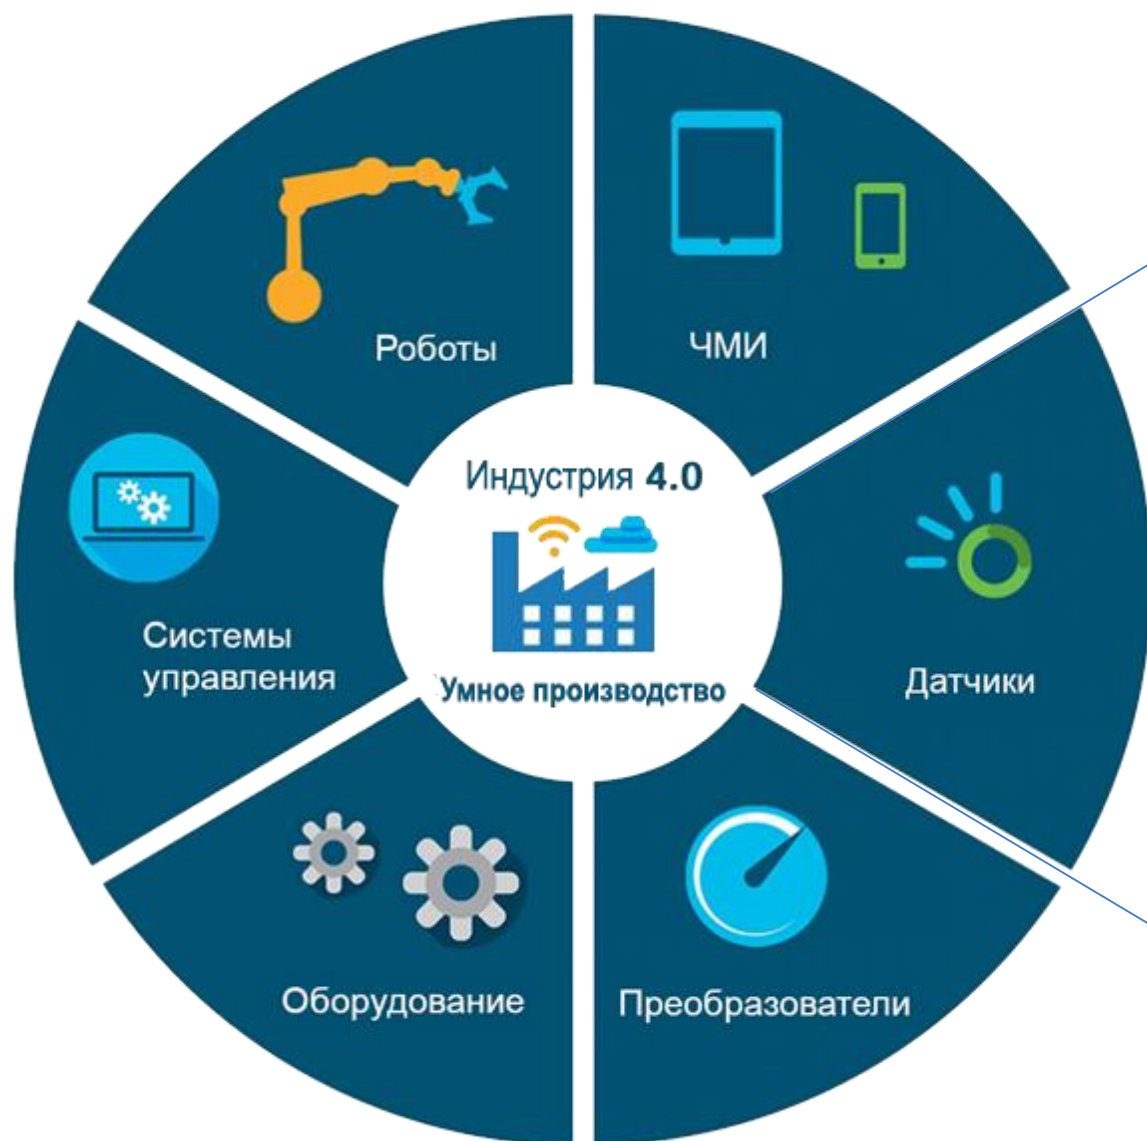 Роботы
ЧМИ
Индустрия 4.0
Умное производство
Системы
управления
Датчики
Оборудование
Преобразователи